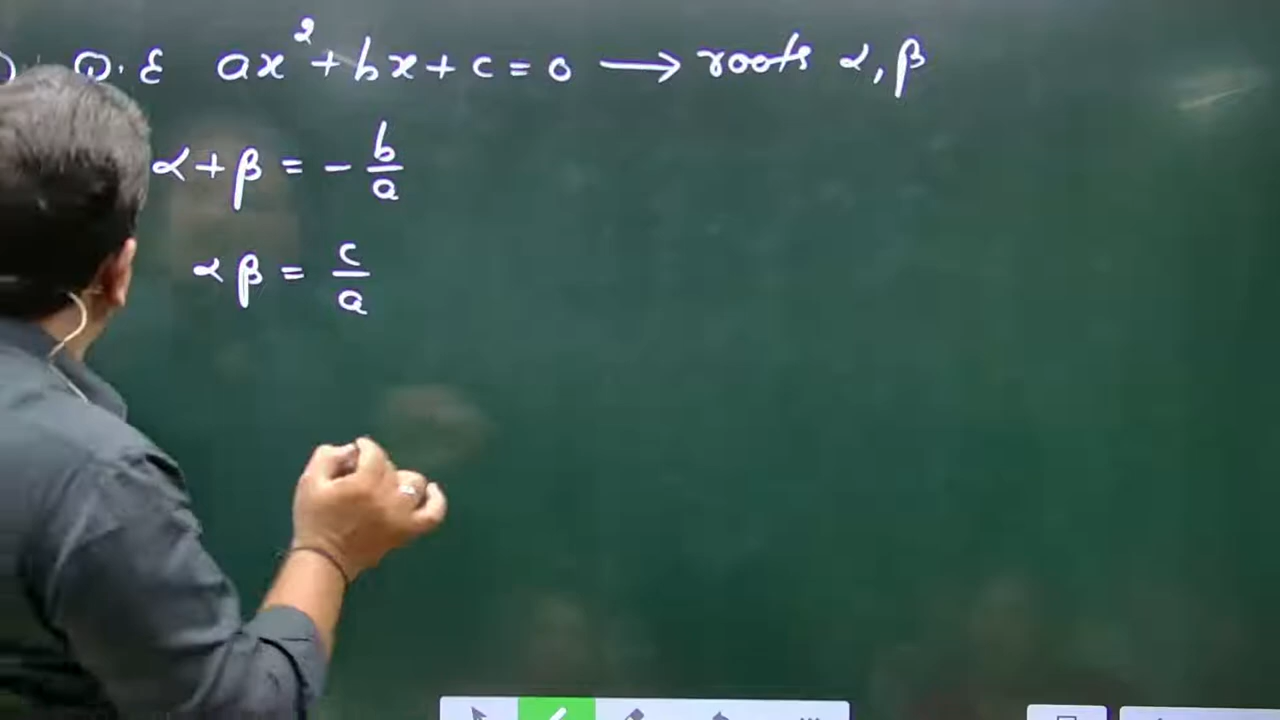 Q.E ax² + bx + c = 0 → roots α, β
α + β = - b/a
αβ = c/a